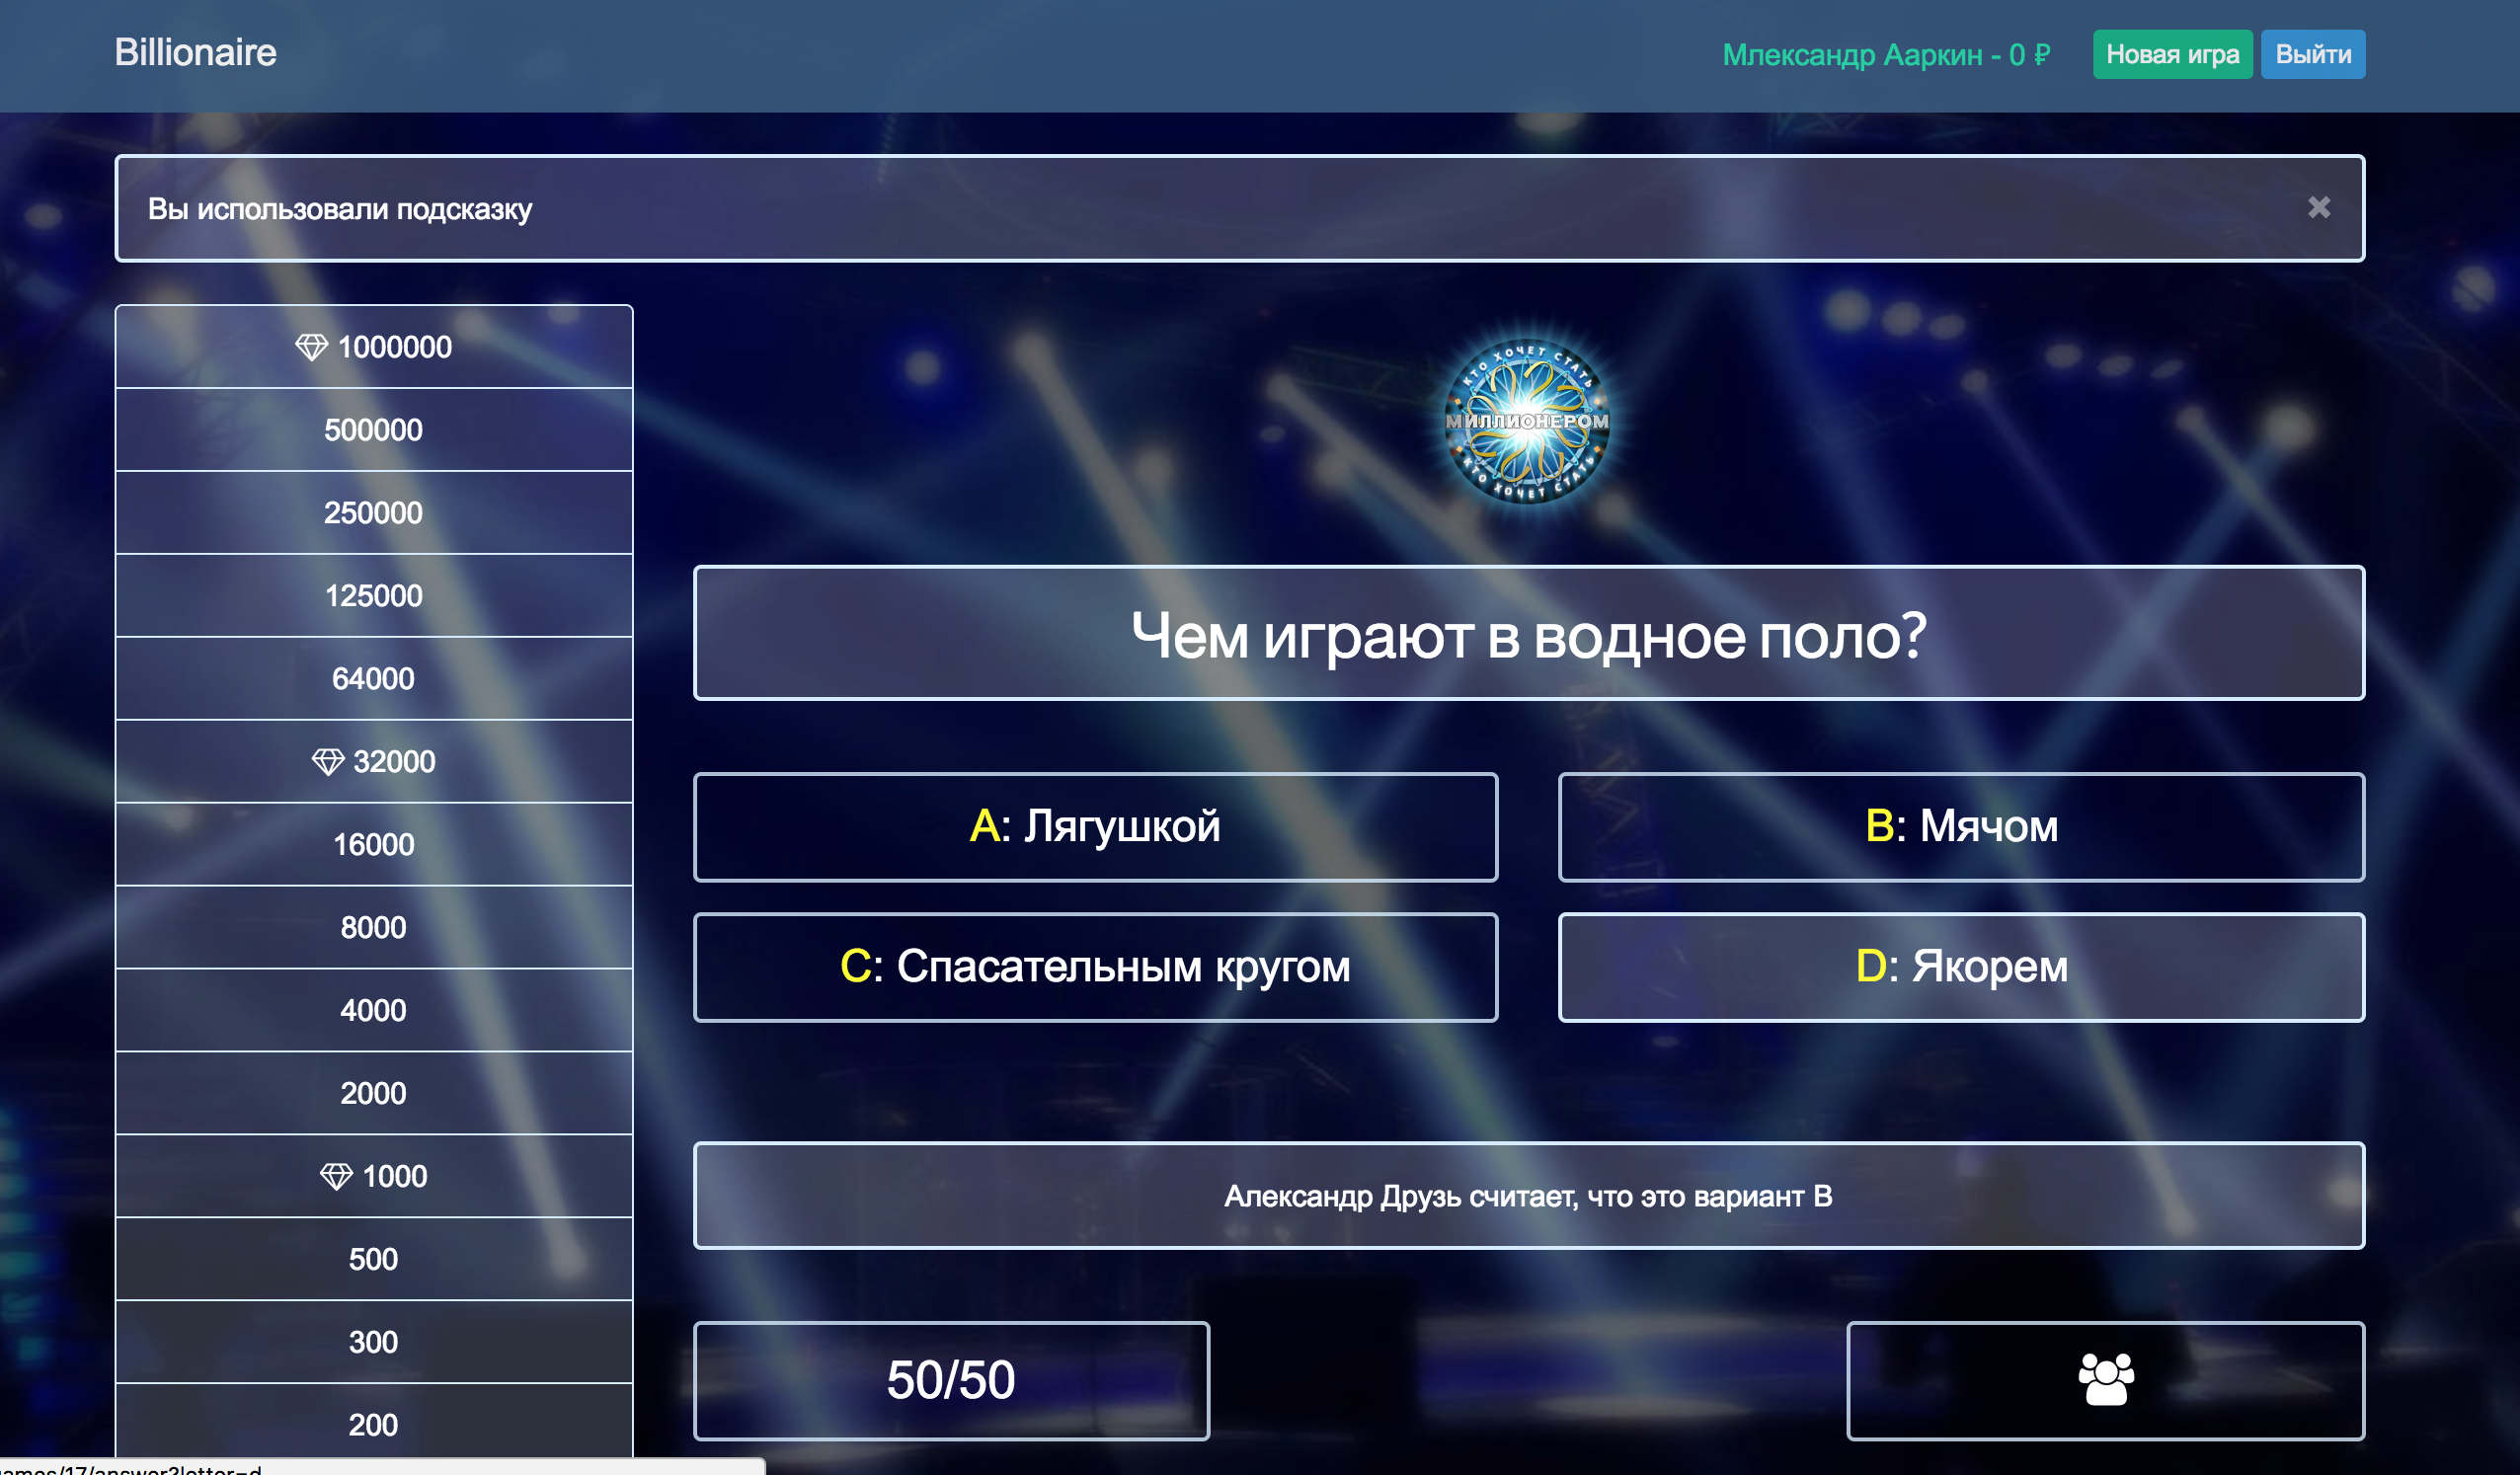 Billionaire
Млександр Ааркин - 0 ₽
Новая игра
Выйти
Вы использовали подсказку
1000000
500000
250000
125000
64000
32000
16000
8000
4000
2000
1000
500
300
200
КТО ХОЧЕТ СТАТЬ
МИЛЛИОНЕРОМ
КТО ХОЧЕТ СТАТЬ
Чем играют в водное поло?
A: Лягушкой
B: Мячом
C: Спасательным кругом
D: Якорем
Александр Друзь считает, что это вариант B
50/50
games/17/answer?letter=d